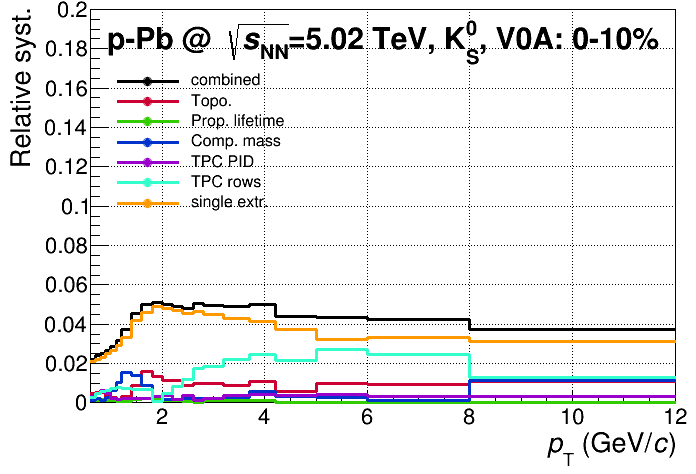 Relative syst.
p-Pb @ √sNN=5.02 TeV, K0S, V0A: 0-10%
combined
Topo.
Prop. lifetime
Comp. mass
TPC PID
TPC rows
single extr.
0.2
0.18
0.16
0.14
0.12
0.1
0.08
0.06
0.04
0.02
0
2 4 6 8 10 12
pT (GeV/c)